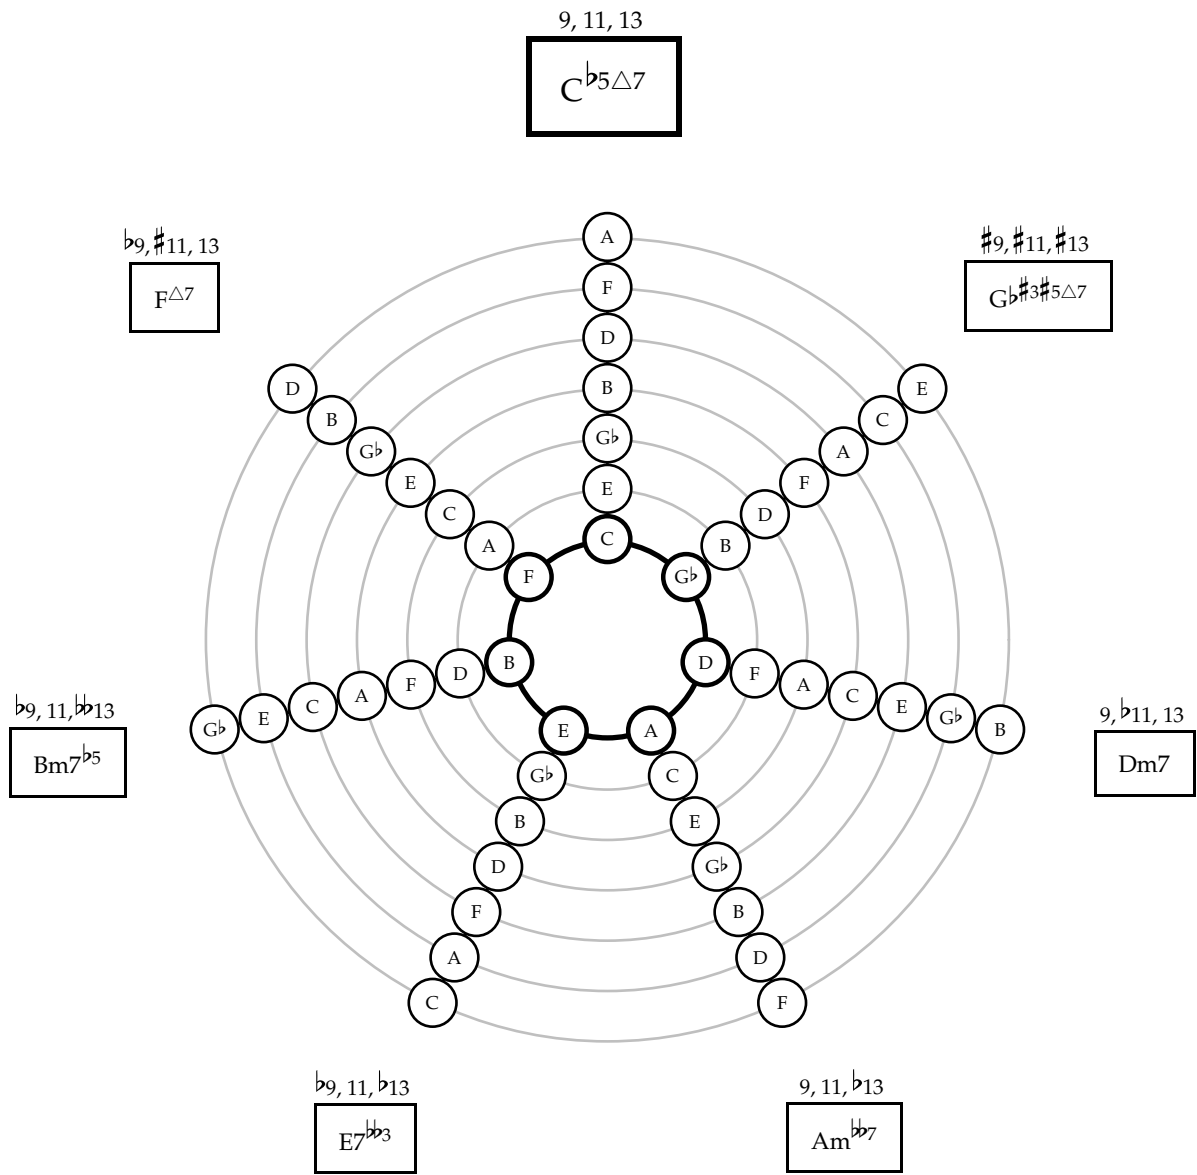 9, 11, 13
C♭5△7
♭9, ♯11, 13
F△7
♯9, ♯11, ♯13
G♭♯3♯5△7
A
F
D
B
G♭
E
C
D
B
G♭
E
C
A
F
E
C
A
F
D
B
G♭
G♭
E
C
A
F
D
B
D
F
A
C
E
G♭
B
E
G♭
B
D
F
A
C
A
C
E
G♭
B
D
F
♭9, 11, 𝄫13
Bm7♭5
9, ♭11, 13
Dm7
♭9, 11, ♭13
E7𝄫3
9, 11, ♭13
Am𝄫7